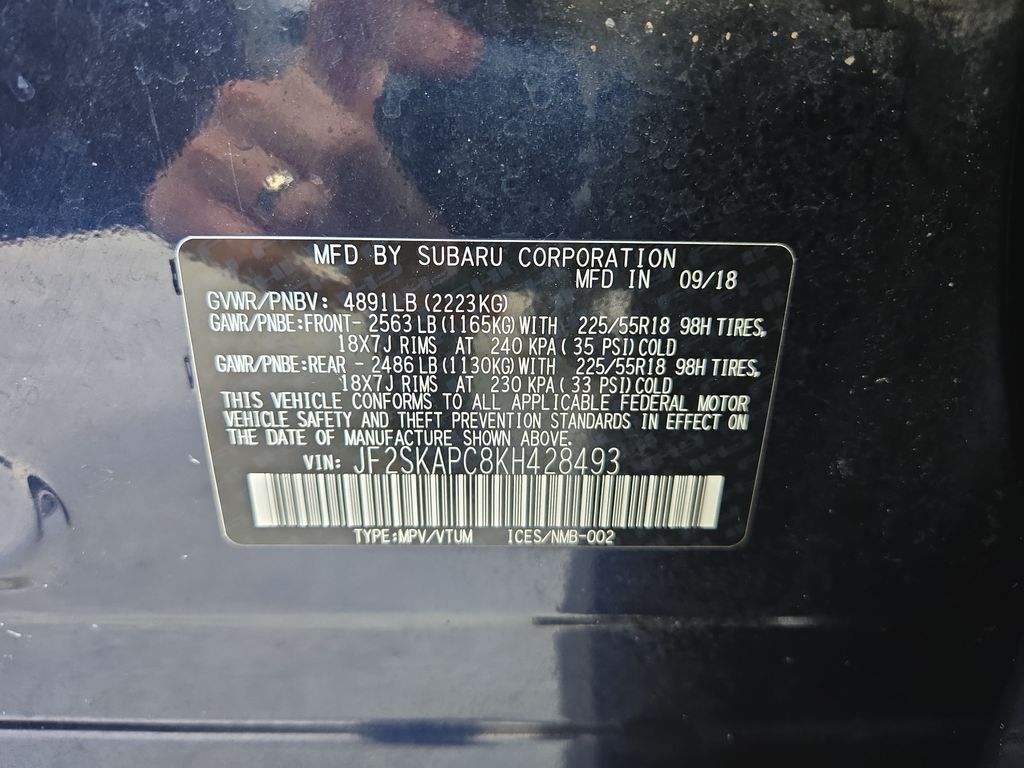 MFD BY SUBARU CORPORATION
MFD IN 09/18
GVWR/PNBV: 4891LB (2223KG)
GAWR/PNBE:FRONT- 2563 LB (1165KG) WITH 225/55R18 98H TIRES,
18X7J RIMS AT 240 KPA ( 35 PSI) COLD
GAWR/PNBE:REAR - 2486 LB (1130KG) WITH 225/55R18 98H TIRES,
18X7J RIMS AT 230 KPA ( 33 PSI) COLD
THIS VEHICLE CONFORMS TO ALL APPLICABLE FEDERAL MOTOR
VEHICLE SAFETY AND THEFT PREVENTION STANDARDS IN EFFECT ON
THE DATE OF MANUFACTURE SHOWN ABOVE.
VIN: JF2SKAPC8KH428493
TYPE:MPV/VTUM ICES/NMB-002